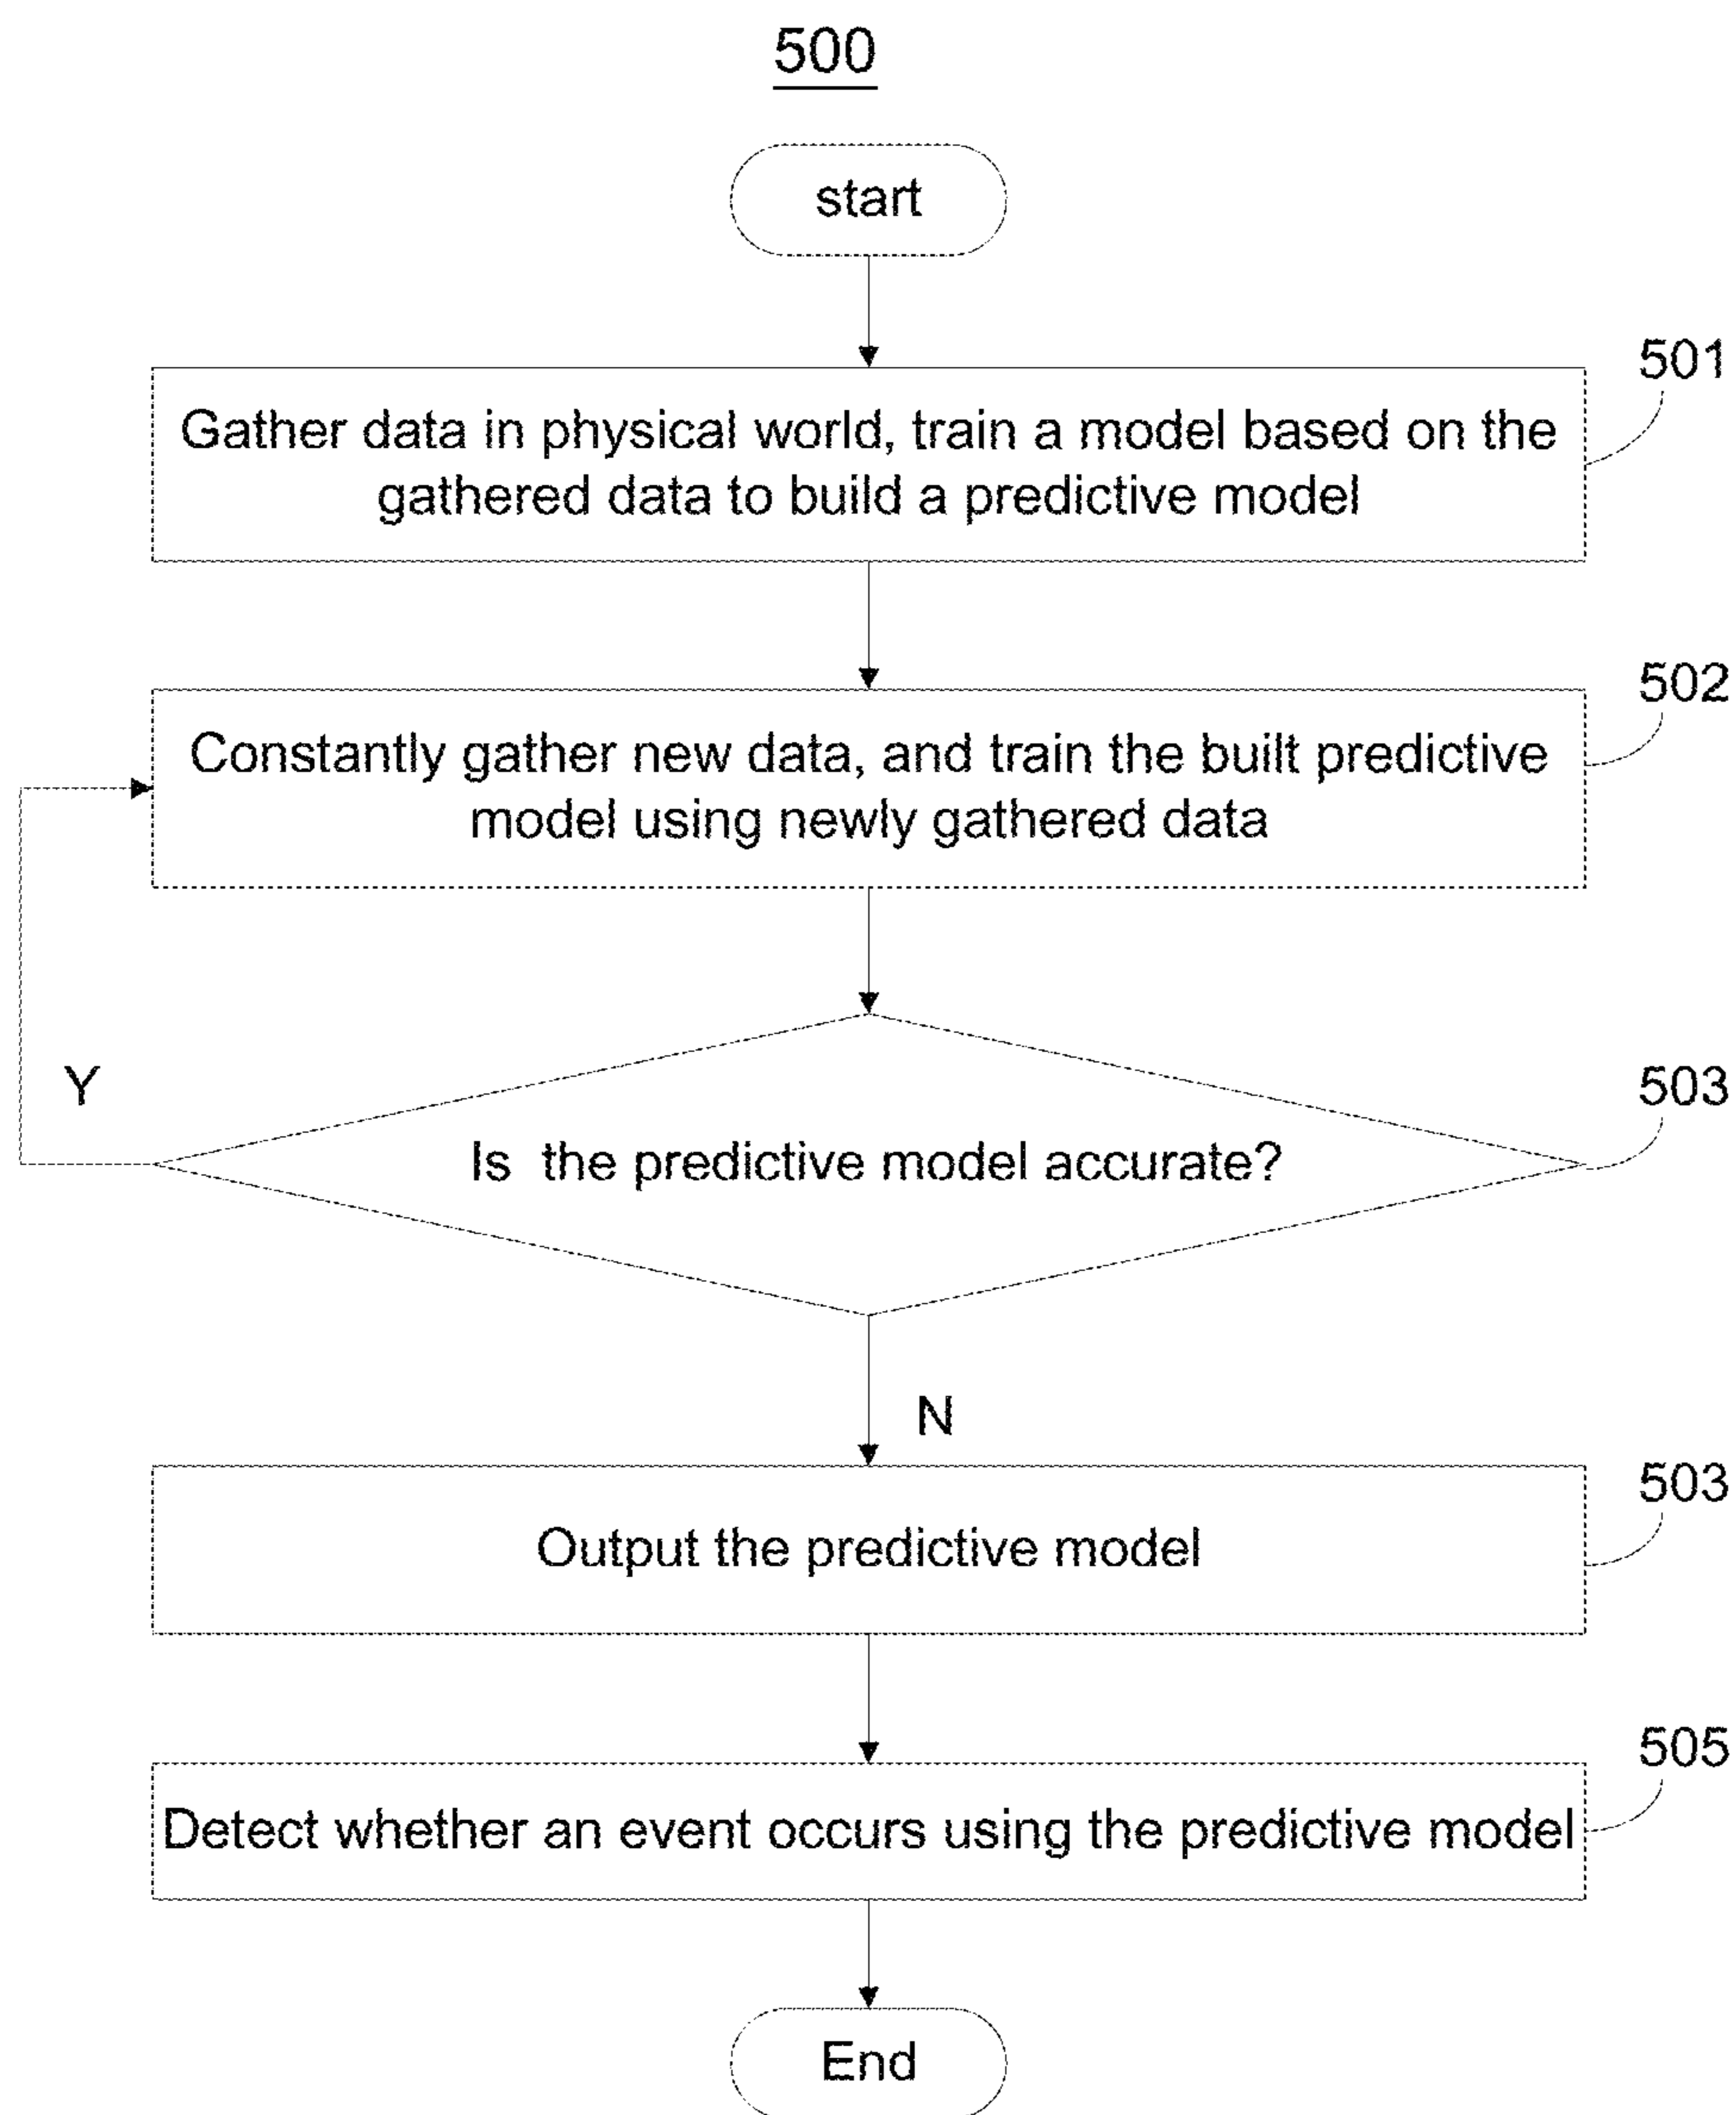 500
start
501
Gather data in physical world, train a model based on the
gathered data to build a predictive model
502
Constantly gather new data, and train the built predictive
model using newly gathered data
Y
503
Is the predictive model accurate?
N
503
Output the predictive model
505
Detect whether an event occurs using the predictive model
End